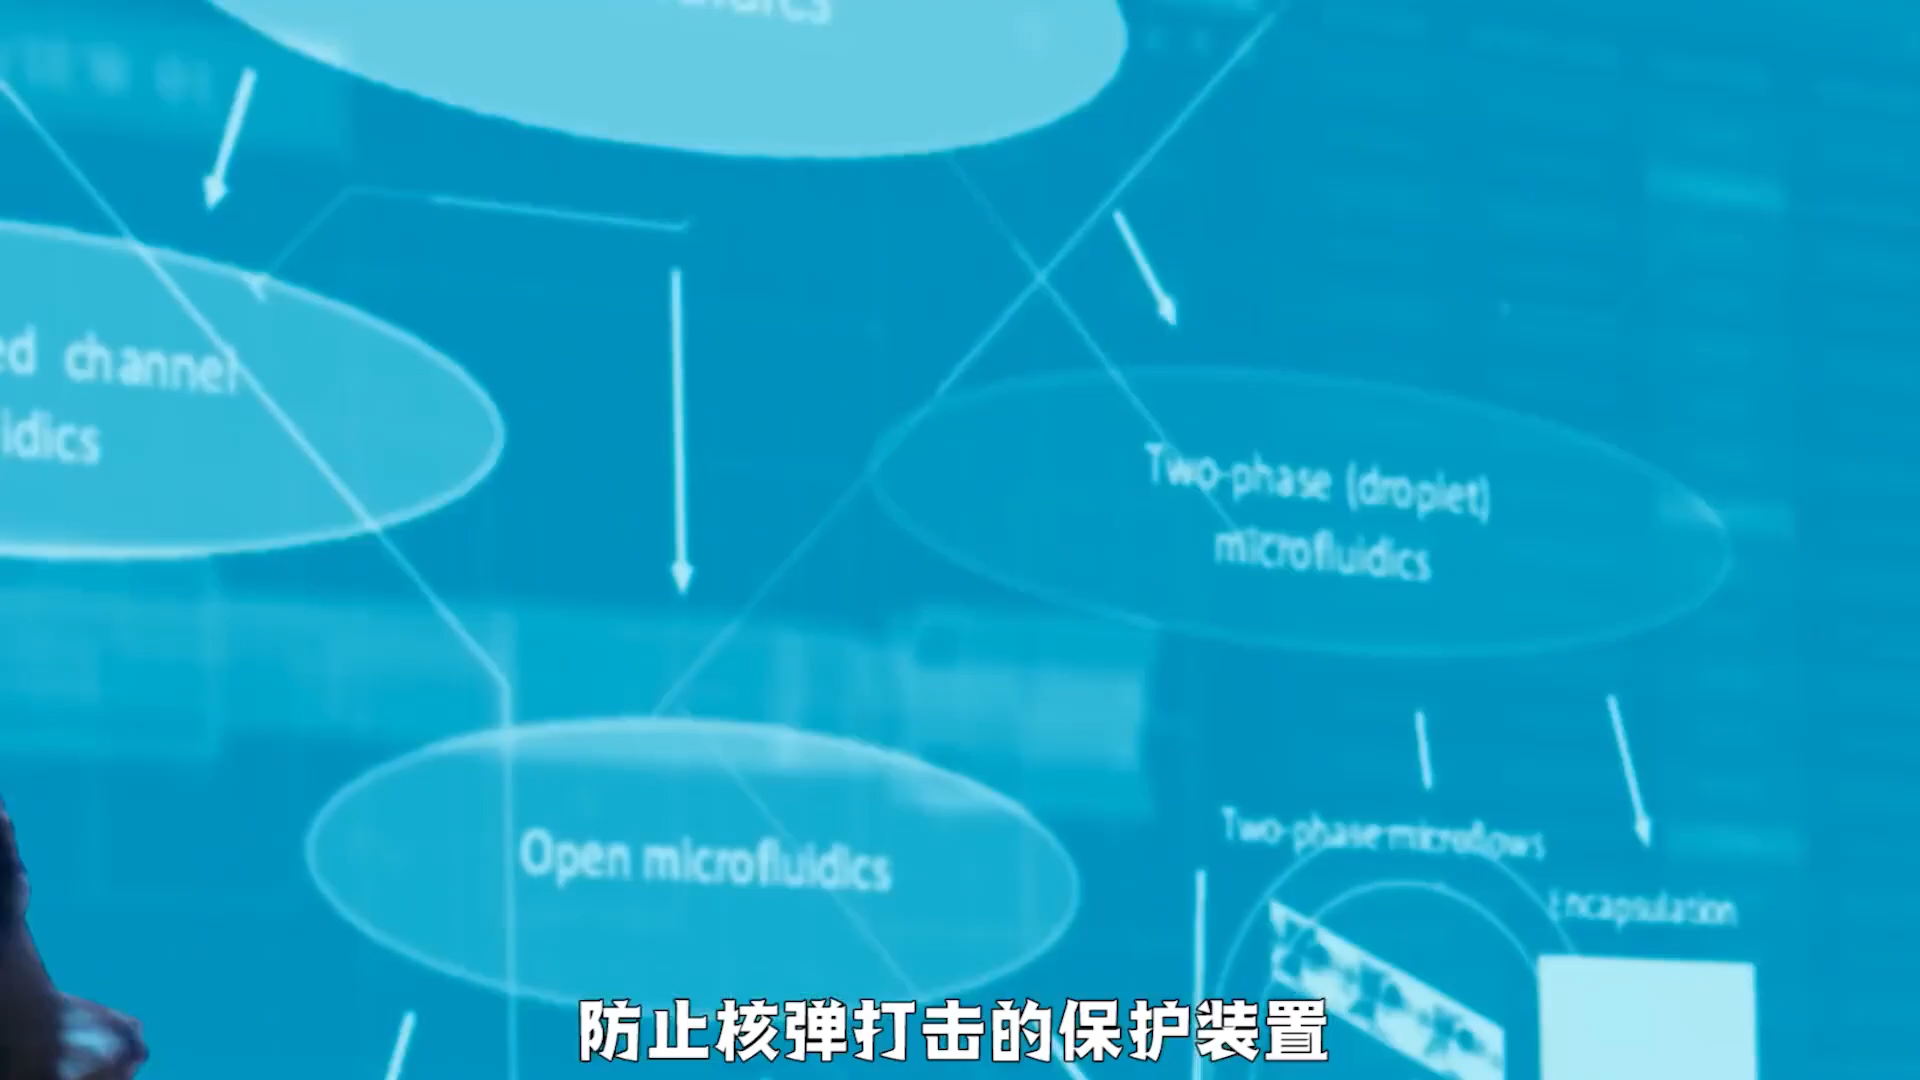 ed channel
idics
Two-phase (droplet)
microfluidics
Open microfluidics
Two-phase microflows
Encapsulation
防止核弹打击的保护装置